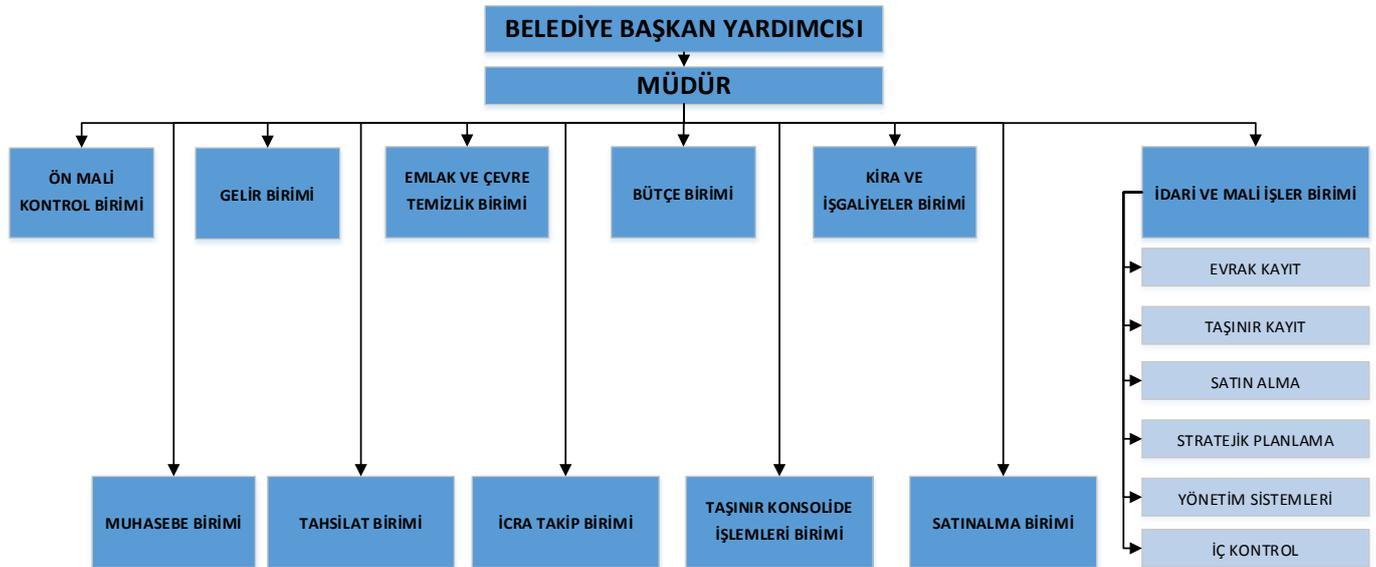 BELEDİYE BAŞKAN YARDIMCISI
MÜDÜR
ÖN MALİ
KONTROL BİRİMİ
GELİR BİRİMİ
EMLAK VE ÇEVRE
TEMİZLİK BİRİMİ
BÜTÇE BİRİMİ
KİRA VE
İŞGALİYELER BİRİMİ
İDARİ VE MALİ İŞLER BİRİMİ
EVRAK KAYIT
TAŞINIR KAYIT
SATIN ALMA
STRATEJİK PLANLAMA
YÖNETİM SİSTEMLERİ
İÇ KONTROL
MUHASEBE BİRİMİ
TAHSİLAT BİRİMİ
İCRA TAKİP BİRİMİ
TAŞINIR KONSOLİDE
İŞLEMLERİ BİRİMİ
SATINALMA BİRİMİ